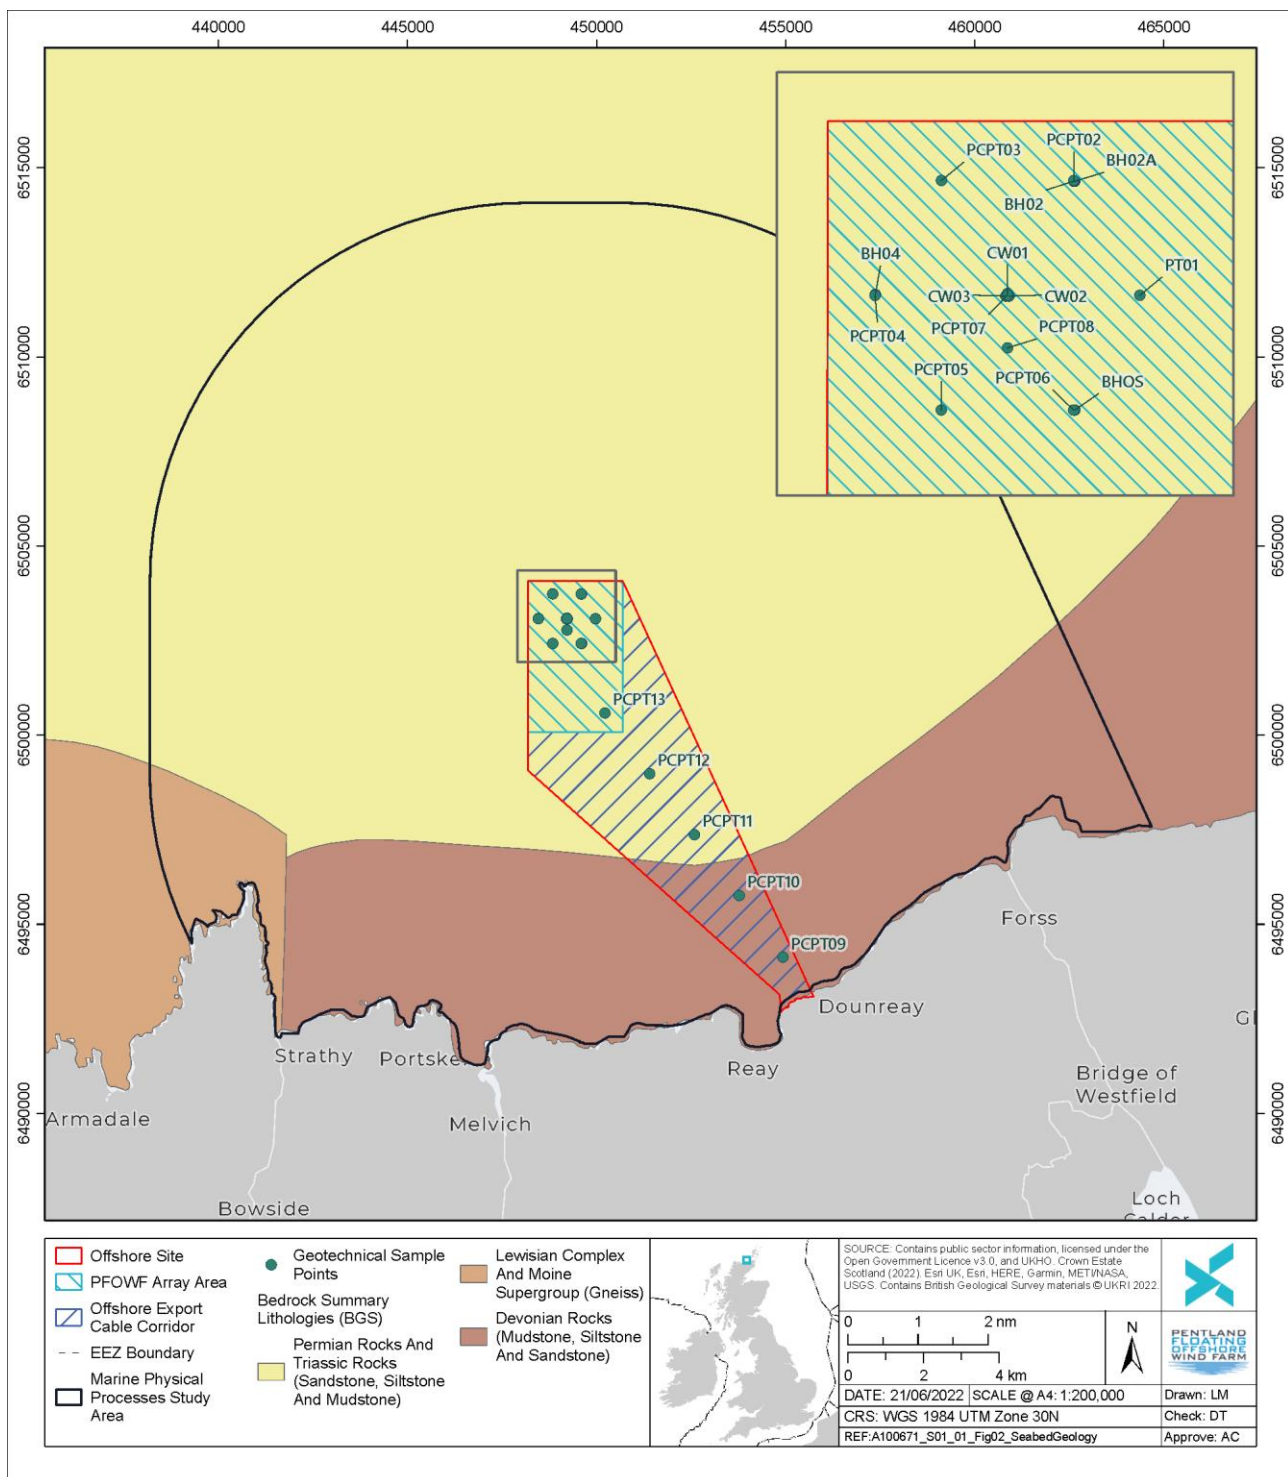 440000
445000
450000
455000
460000
465000
6515000
6510000
6505000
6500000
6495000
6490000
6515000
6510000
6505000
6500000
6495000
6490000
PCPT03
PCPT02
BH02A
BH02
BH04
CW01
PT01
CW03
CW02
PCPT04
PCPT07
PCPT08
PCPT05
PCPT06
BHOS
PCPT13
PCPT12
PCPT11
PCPT10
PCPT09
Forss
Dounreay
Strathy
Portske
Reay
Armadale
Melvich
Bridge of
Westfield
Bowside
Loch
Calder
Offshore Site
PFOWF Array Area
Offshore Export
Cable Corridor
EEZ Boundary
Marine Physical
Processes Study
Area
Geotechnical Sample
Points
Bedrock Summary
Lithologies (BGS)
Permian Rocks And
Triassic Rocks
(Sandstone, Siltstone
And Mudstone)
Lewisian Complex
And Moine
Supergroup (Gneiss)
Devonian Rocks
(Mudstone, Siltstone
And Sandstone)
SOURCE: Contains public sector information, licensed under the
Open Government Licence v3.0, and UKHO. Crown Estate
Scotland (2022). Esri UK, Esri, HERE, Garmin, METI/NASA,
USGS. Contains British Geological Survey materials © UKRI 2022.
0 1 2 nm
0 2 4 km
N
PENTLAND
FLOATING
OFFSHORE
WIND FARM
DATE: 21/06/2022 SCALE @ A4: 1:200,000
Drawn: LM
CRS: WGS 1984 UTM Zone 30N
Check: DT
REF:A100671_S01_01_Fig02_SeabedGeology
Approve: AC